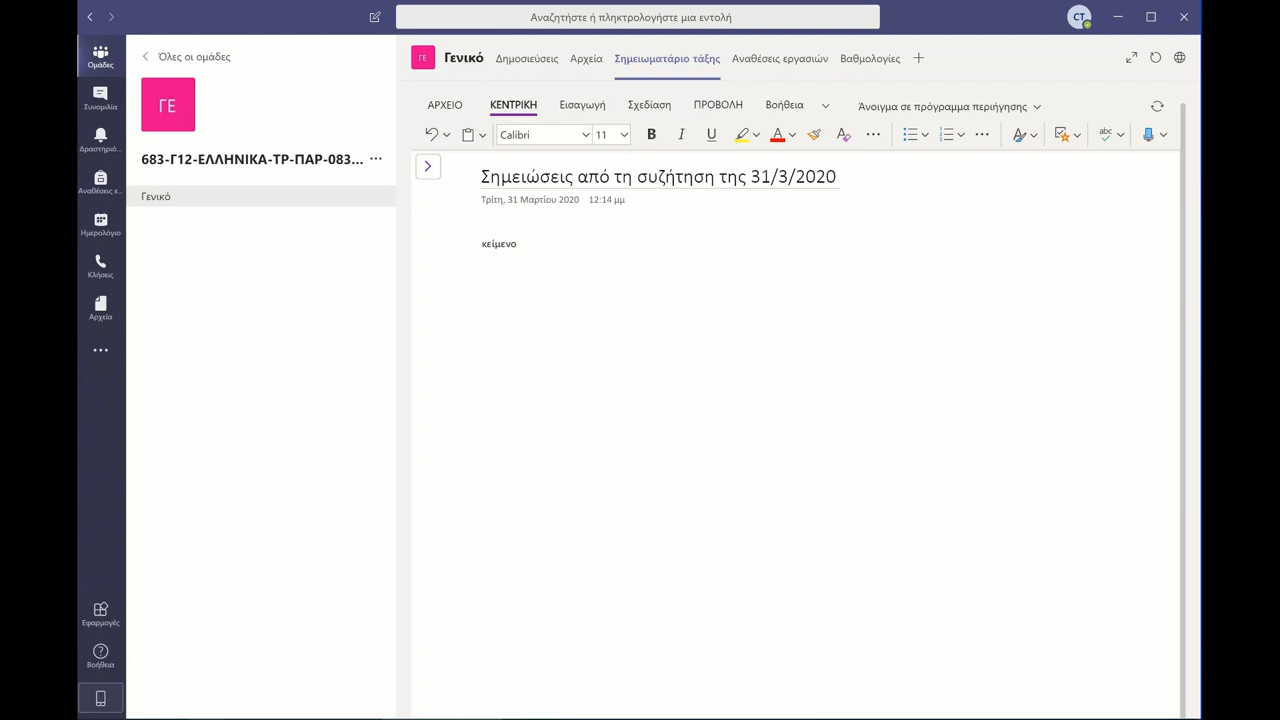 Αναζητήστε ή πληκτρολογήστε μια εντολή
CT
Ομάδες
Συνομιλία
Δραστηριό...
Αναθέσεις ε...
Ημερολόγιο
Κλήσεις
Αρχεία
Εφαρμογές
Βοήθεια
Όλες οι ομάδες
ΓΕ
683-Γ12-ΕΛΛΗΝΙΚΑ-ΤΡ-ΠΑΡ-083...
Γενικό
ΓΕ Γενικό Δημοσιεύσεις Αρχεία Σημειωματάριο τάξης Αναθέσεις εργασιών Βαθμολογίες
ΑΡΧΕΙΟ ΚΕΝΤΡΙΚΗ Εισαγωγή Σχεδίαση ΠΡΟΒΟΛΗ Βοήθεια Άνοιγμα σε πρόγραμμα περιήγησης
Calibri 11 B I U A A abc
Σημειώσεις από τη συζήτηση της 31/3/2020
Τρίτη, 31 Μαρτίου 2020 12:14 μμ
κείμενο